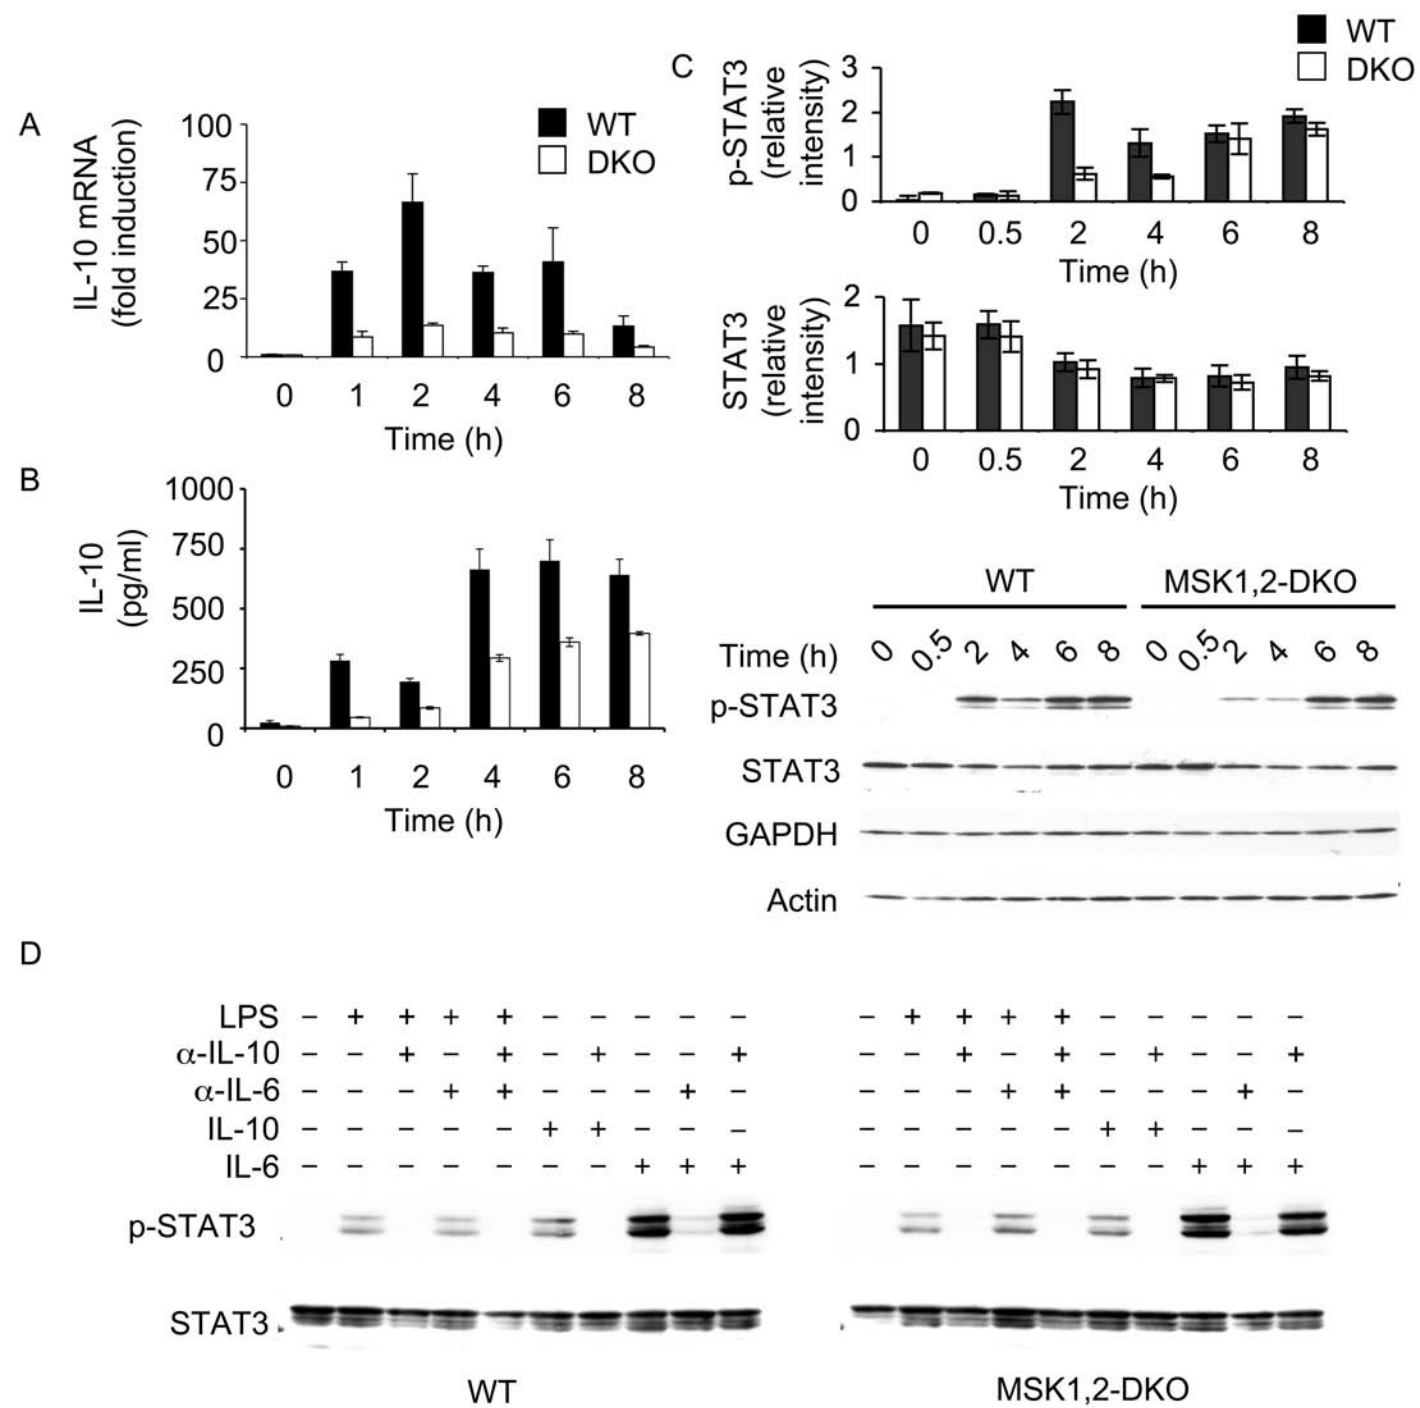 A
IL-10 mRNA
(fold induction)
100
75
50
25
0
WT
DKO
0 1 2 4 6 8
Time (h)
B
IL-10
(pg/ml)
1000
750
500
250
0
0 1 2 4 6 8
Time (h)
C
p-STAT3
(relative
intensity)
3
2
1
0
WT
DKO
0 0.5 2 4 6 8
Time (h)
STAT3
(relative
intensity)
2
1
0
0 0.5 2 4 6 8
Time (h)
WT MSK1,2-DKO
Time (h) 0 0.5 2 4 6 8 0 0.5 2 4 6 8
p-STAT3
STAT3
GAPDH
Actin
D
LPS – + + + + – – – – – – + + + + – – – – –
α-IL-10 – – + – + – + – – + – – + – + – + – – +
α-IL-6 – – – + + – – – + – – – – + + – – – + –
IL-10 – – – – – + + – – – – – – – – + + – – –
IL-6 – – – – – – – + + + – – – – – – – + + +
p-STAT3
STAT3
WT MSK1,2-DKO